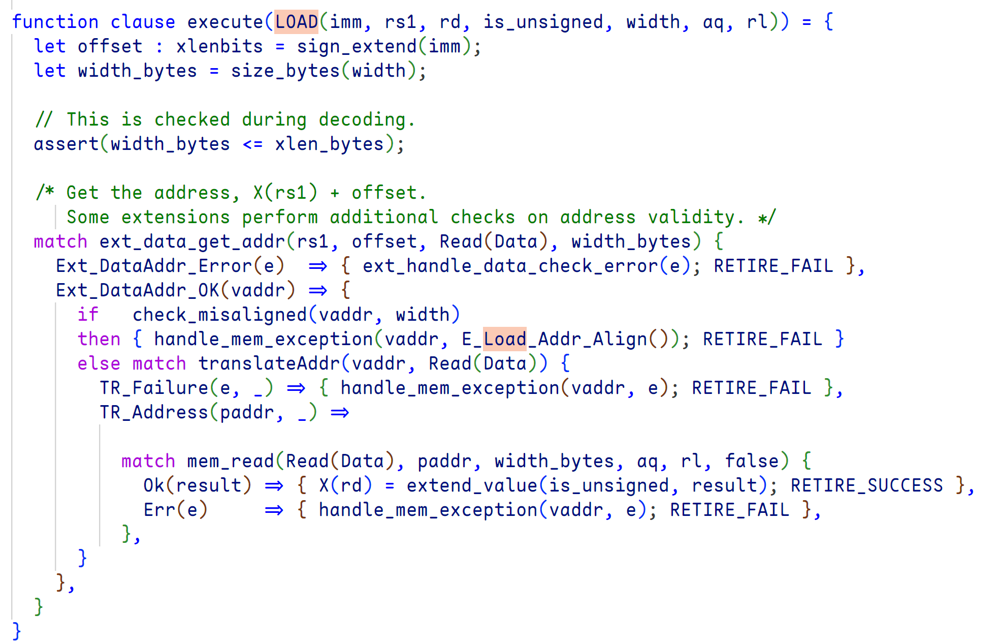 function clause execute(LOAD(imm, rs1, rd, is_unsigned, width, aq, rl)) = {
  let offset : xlenbits = sign_extend(imm);
  let width_bytes = size_bytes(width);

  // This is checked during decoding.
  assert(width_bytes <= xlen_bytes);

  /* Get the address, X(rs1) + offset.
     Some extensions perform additional checks on address validity. */
  match ext_data_get_addr(rs1, offset, Read(Data), width_bytes) {
    Ext_DataAddr_Error(e)  => { ext_handle_data_check_error(e); RETIRE_FAIL },
    Ext_DataAddr_OK(vaddr) => {
      if   check_misaligned(vaddr, width)
      then { handle_mem_exception(vaddr, E_Load_Addr_Align()); RETIRE_FAIL }
      else match translateAddr(vaddr, Read(Data)) {
        TR_Failure(e, _) => { handle_mem_exception(vaddr, e); RETIRE_FAIL },
        TR_Address(paddr, _) =>

          match mem_read(Read(Data), paddr, width_bytes, aq, rl, false) {
            Ok(result) => { X(rd) = extend_value(is_unsigned, result); RETIRE_SUCCESS },
            Err(e)     => { handle_mem_exception(vaddr, e); RETIRE_FAIL },
          },
      }
    },
  }
}